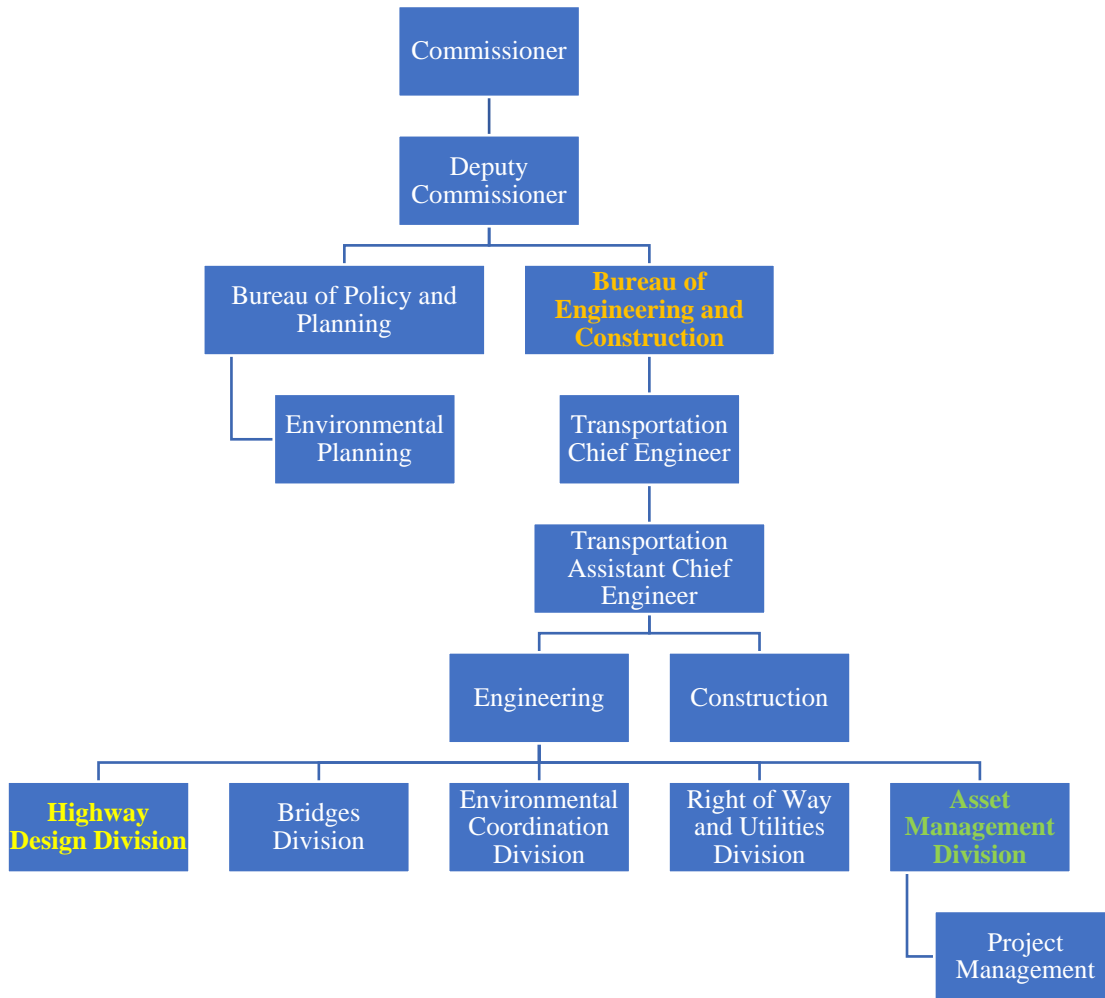 Commissioner
Deputy
Commissioner
Bureau of Policy and
Planning
Bureau of
Engineering and
Construction
Environmental
Planning
Transportation
Chief Engineer
Transportation
Assistant Chief
Engineer
Engineering
Construction
Highway
Design Division
Bridges
Division
Environmental
Coordination
Division
Right of Way
and Utilities
Division
Asset
Management
Division
Project
Management